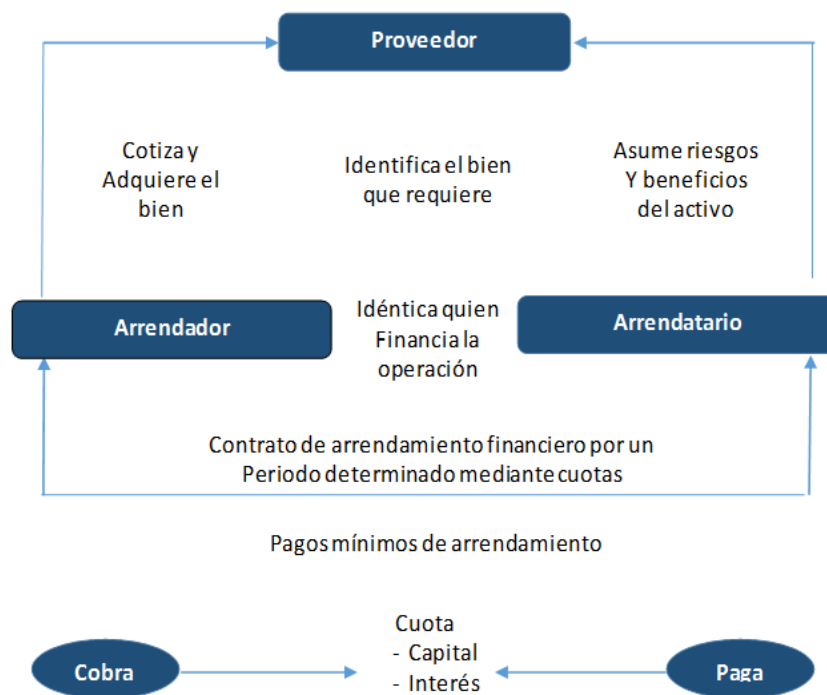 Proveedor
Cotiza y
Adquiere el
bien
Identifica el bien
que requiere
Asume riesgos
Y beneficios
del activo
Arrendador
Idéntica quien
Financia la
operación
Arrendatario
Contrato de arrendamiento financiero por un
Periodo determinado mediante cuotas
Pagos mínimos de arrendamiento
Cobra
Cuota
- Capital
- Interés
Paga